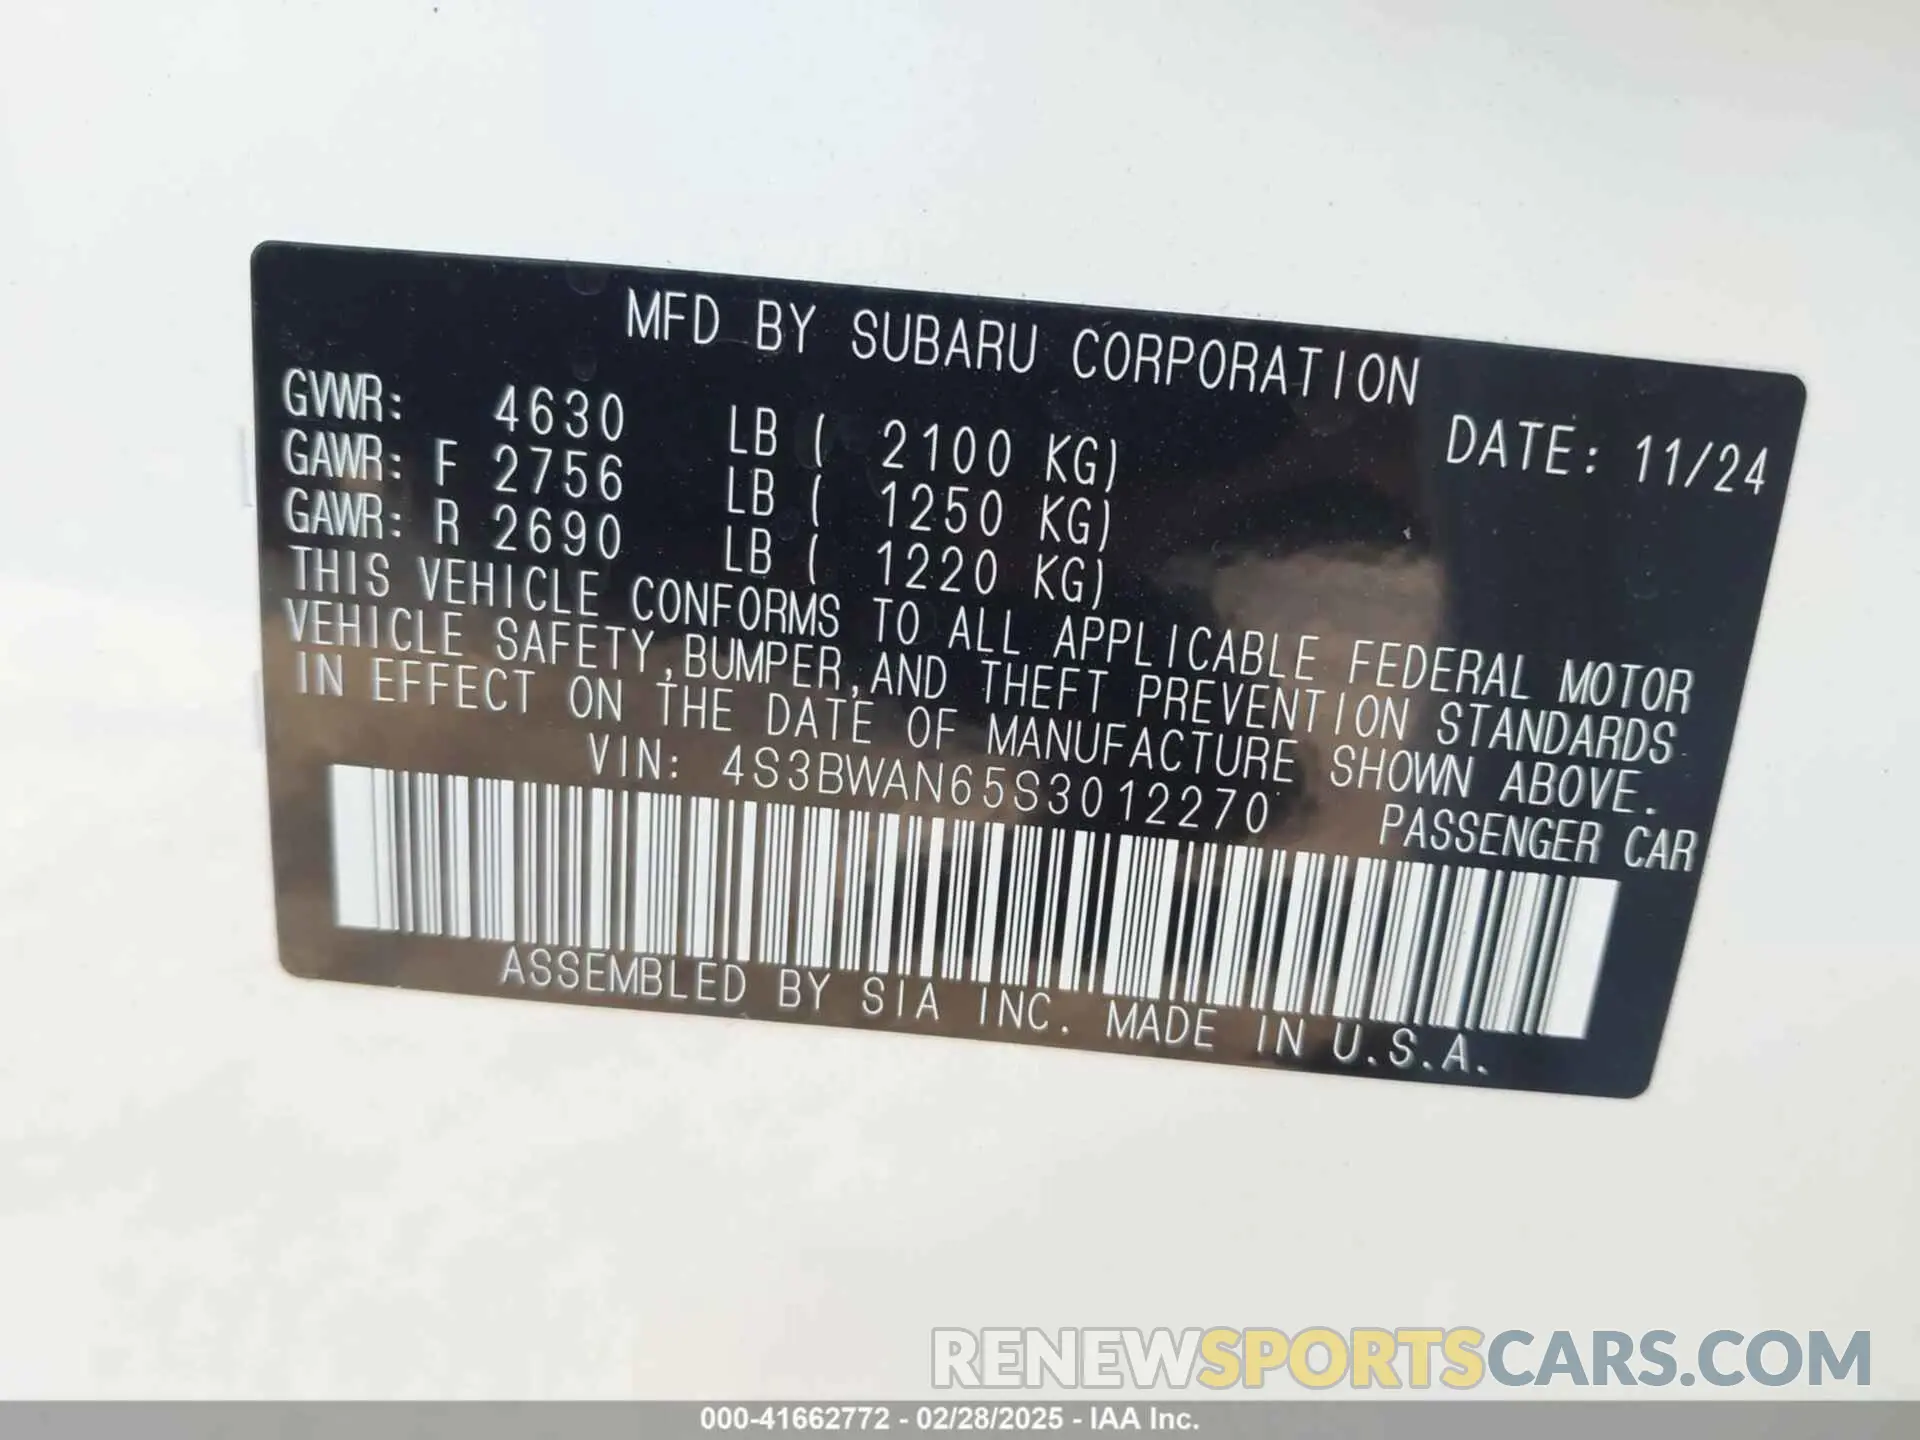 MFD BY SUBARU CORPORATION
GVWR: 4630 LB ( 2100 KG) DATE: 11/24
GAWR: F 2756 LB ( 1250 KG)
GAWR: R 2690 LB ( 1220 KG)
THIS VEHICLE CONFORMS TO ALL APPLICABLE FEDERAL MOTOR
VEHICLE SAFETY,BUMPER,AND THEFT PREVENTION STANDARDS
IN EFFECT ON THE DATE OF MANUFACTURE SHOWN ABOVE.
VIN: 4S3BWAN65S3012270 PASSENGER CAR
ASSEMBLED BY SIA INC. MADE IN U.S.A.
RENEWSPORTSCARS.COM
000-41662772 - 02/28/2025 - IAA Inc.